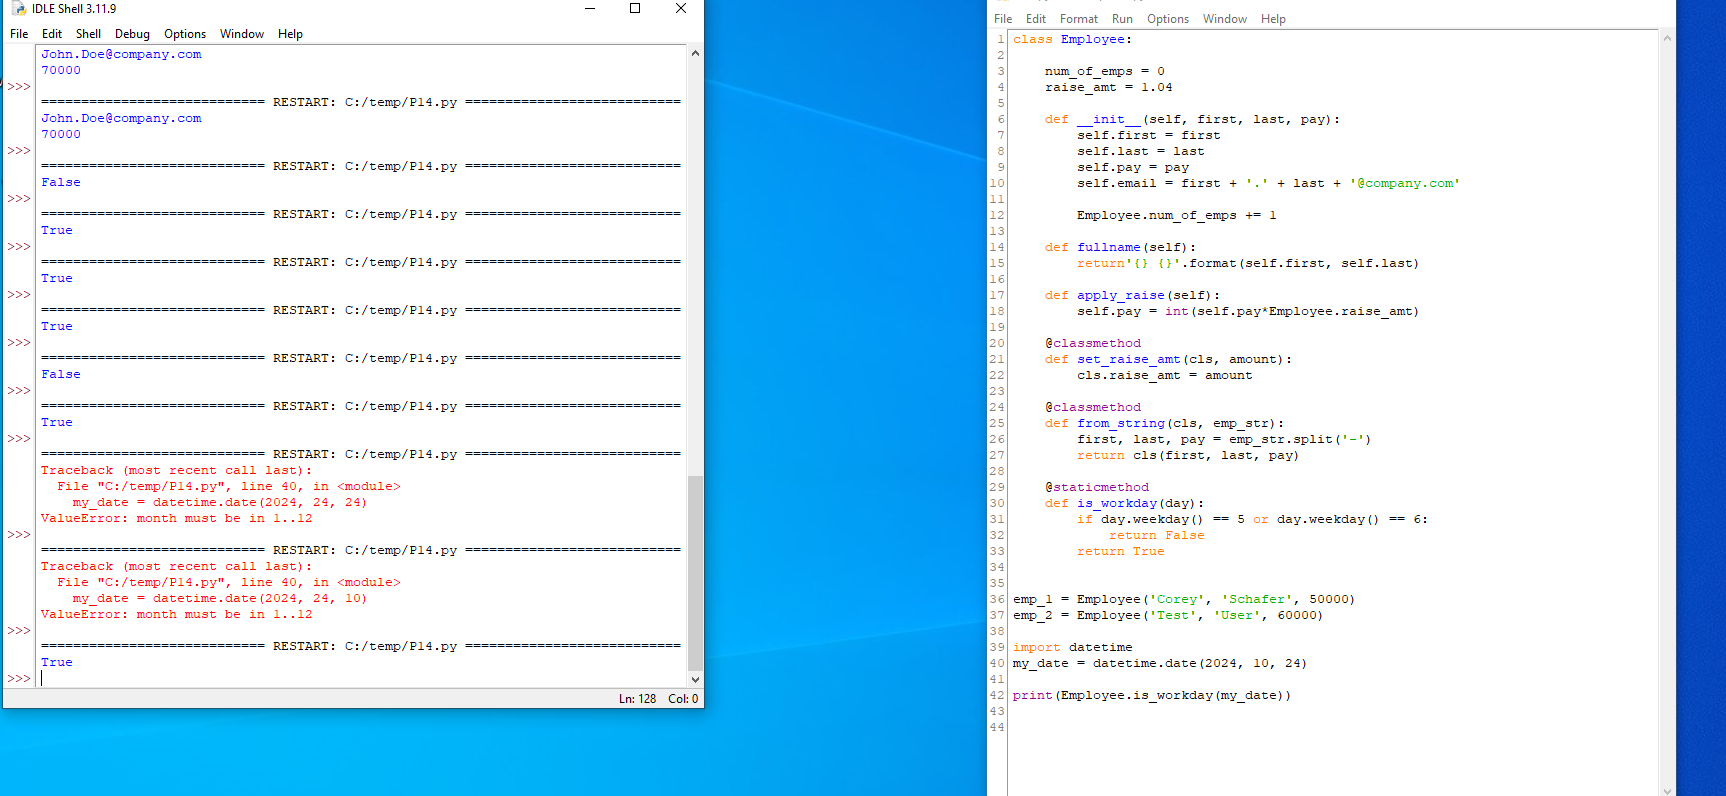 IDLE Shell 3.11.9
File Edit Shell Debug Options Window Help
John.Doe@company.com
70000
>>>
============================ RESTART: C:/temp/P14.py ===========================
John.Doe@company.com
70000
>>>
============================ RESTART: C:/temp/P14.py ===========================
False
>>>
============================ RESTART: C:/temp/P14.py ===========================
True
>>>
============================ RESTART: C:/temp/P14.py ===========================
True
>>>
============================ RESTART: C:/temp/P14.py ===========================
True
>>>
============================ RESTART: C:/temp/P14.py ===========================
False
>>>
============================ RESTART: C:/temp/P14.py ===========================
True
>>>
============================ RESTART: C:/temp/P14.py ===========================
Traceback (most recent call last):
  File "C:/temp/P14.py", line 40, in <module>
    my_date = datetime.date(2024, 24, 24)
ValueError: month must be in 1..12
>>>
============================ RESTART: C:/temp/P14.py ===========================
Traceback (most recent call last):
  File "C:/temp/P14.py", line 40, in <module>
    my_date = datetime.date(2024, 24, 10)
ValueError: month must be in 1..12
>>>
============================ RESTART: C:/temp/P14.py ===========================
True
>>>
Ln: 128 Col: 0
File Edit Format Run Options Window Help
1 class Employee:
2
3     num_of_emps = 0
4     raise_amt = 1.04
5
6     def __init__(self, first, last, pay):
7         self.first = first
8         self.last = last
9         self.pay = pay
10         self.email = first + '.' + last + '@company.com'
11
12         Employee.num_of_emps += 1
13
14     def fullname(self):
15         return'{} {}'.format(self.first, self.last)
16
17     def apply_raise(self):
18         self.pay = int(self.pay*Employee.raise_amt)
19
20     @classmethod
21     def set_raise_amt(cls, amount):
22         cls.raise_amt = amount
23
24     @classmethod
25     def from_string(cls, emp_str):
26         first, last, pay = emp_str.split('-')
27         return cls(first, last, pay)
28
29     @staticmethod
30     def is_workday(day):
31         if day.weekday() == 5 or day.weekday() == 6:
32             return False
33         return True
34
35
36 emp_1 = Employee('Corey', 'Schafer', 50000)
37 emp_2 = Employee('Test', 'User', 60000)
38
39 import datetime
40 my_date = datetime.date(2024, 10, 24)
41
42 print(Employee.is_workday(my_date))
43
44